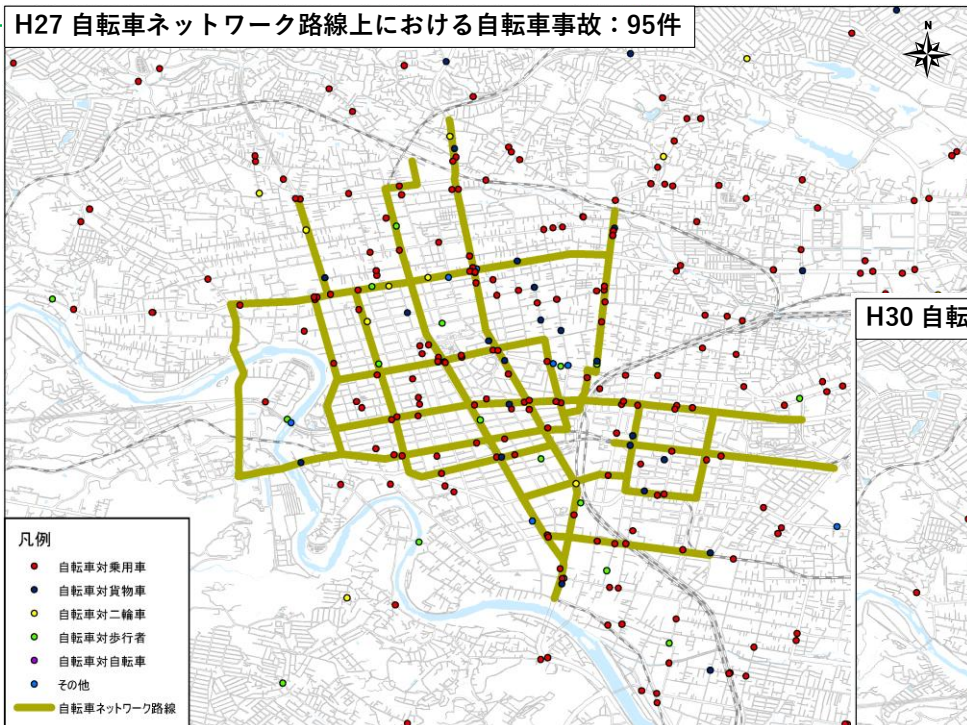 H27 自転車ネットワーク路線上における自転車事故：95件
N
H30 自転
凡例
自転車対乗用車
自転車対貨物車
自転車対二輪車
自転車対歩行者
自転車対自転車
その他
自転車ネットワーク路線